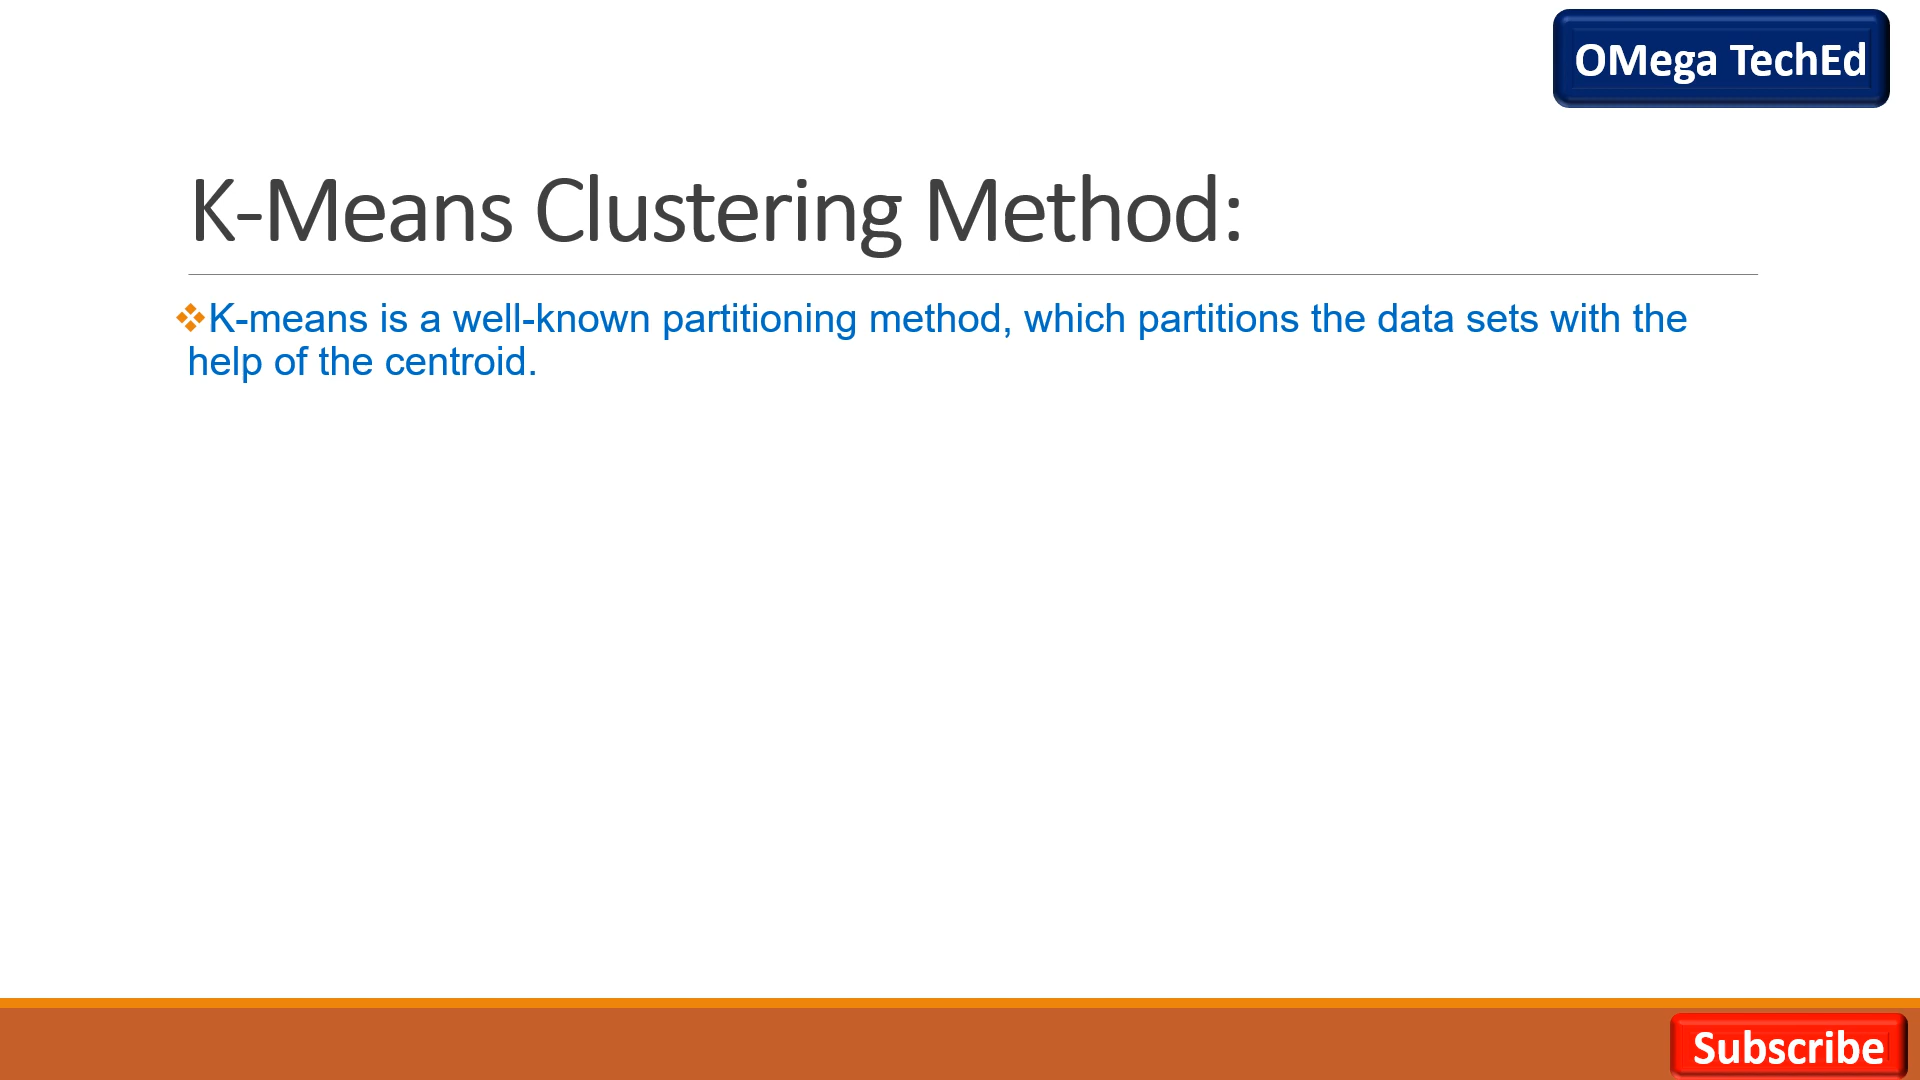 OMega TechEd
K-Means Clustering Method:
❖K-means is a well-known partitioning method, which partitions the data sets with the
help of the centroid.
Subscribe